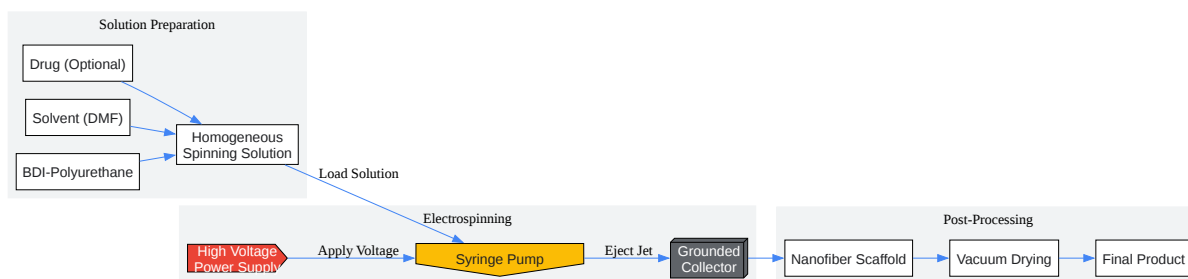 Solution Preparation
Drug (Optional)
Solvent (DMF)
BDI-Polyurethane
Homogeneous
Spinning Solution
Load Solution
Electrospinning
High Voltage
Power Supply
Apply Voltage
Syringe Pump
Eject Jet
Grounded
Collector
Post-Processing
Nanofiber Scaffold
Vacuum Drying
Final Product